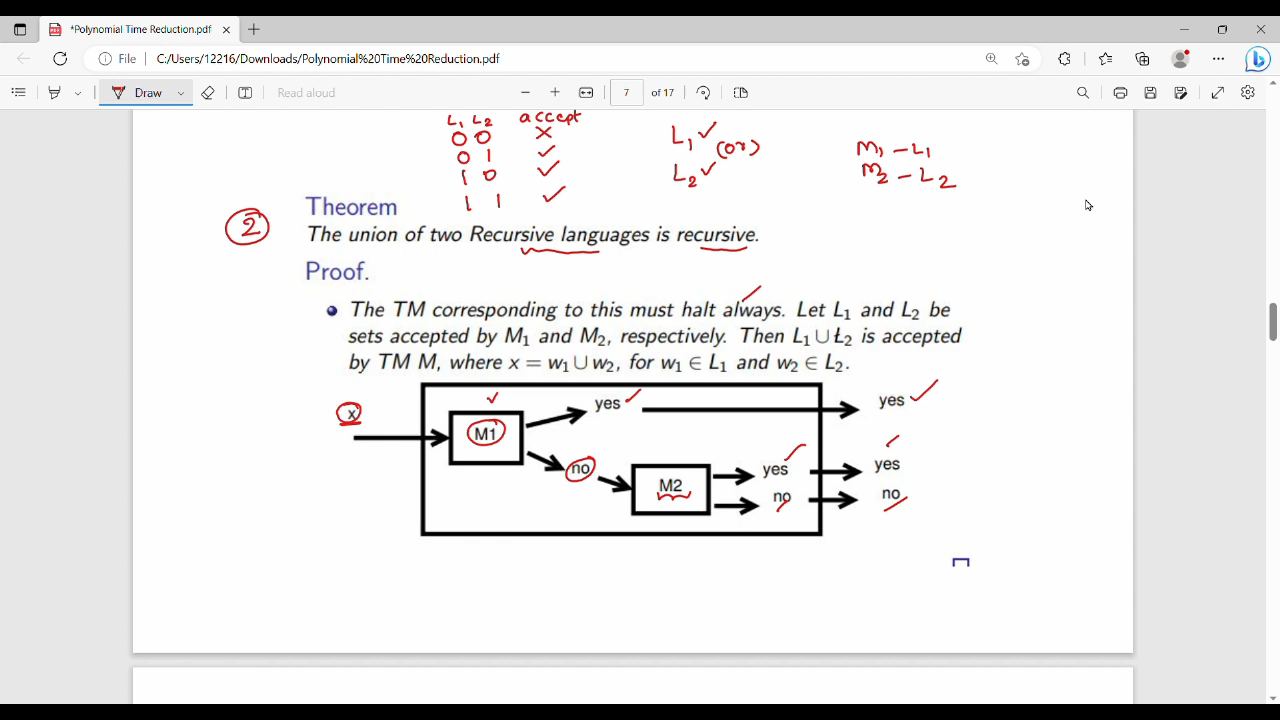 *Polynomial Time Reduction.pdf
File C:/Users/12216/Downloads/Polynomial%20Time%20Reduction.pdf
Draw Read aloud 7 of 17
L₁ L₂ accept
0 0 ✗
0 1 ✓
1 0 ✓
1 1 ✓
L₁ ✓
(or)
L₂ ✓
M₁ – L₁
M₂ – L₂
Theorem
2
The union of two Recursive languages is recursive.
Proof.
The TM corresponding to this must halt always. Let L₁ and L₂ be
sets accepted by M₁ and M₂, respectively. Then L₁ ∪ Ł₂ is accepted
by TM M, where x = w₁ ∪ w₂, for w₁ ∈ L₁ and w₂ ∈ L₂.
x
M1
yes
yes
no
M2
yes
yes
no
no